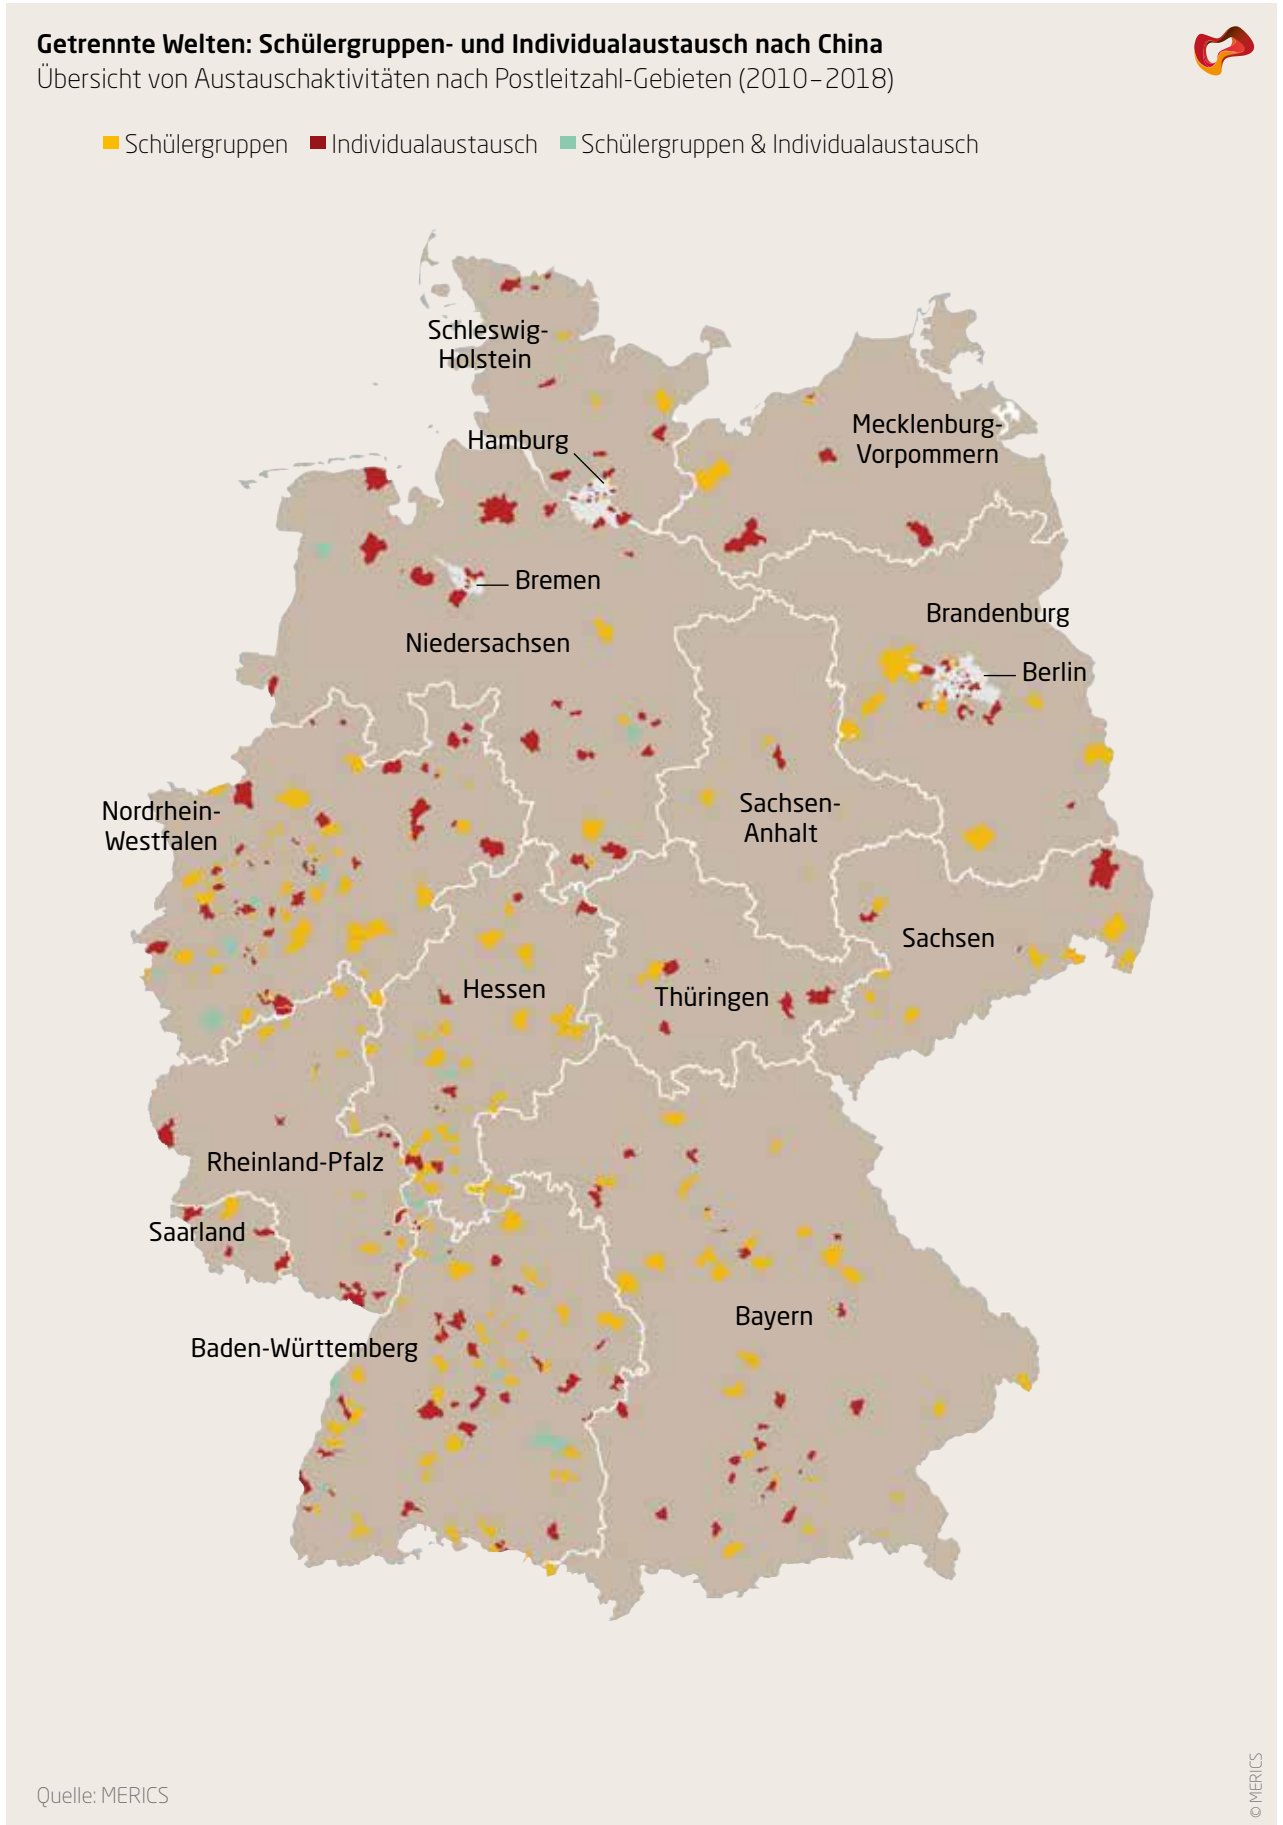 Getrennte Welten: Schülergruppen- und Individualaustausch nach China
Übersicht von Austauschaktivitäten nach Postleitzahl-Gebieten (2010–2018)
Schülergruppen Individualaustausch Schülergruppen & Individualaustausch
Schleswig-
Holstein
Mecklenburg-
Vorpommern
Hamburg
Bremen
Brandenburg
Niedersachsen
Berlin
Nordrhein-
Westfalen
Sachsen-
Anhalt
Sachsen
Hessen
Thüringen
Rheinland-Pfalz
Saarland
Bayern
Baden-Württemberg
Quelle: MERICS
© MERICS